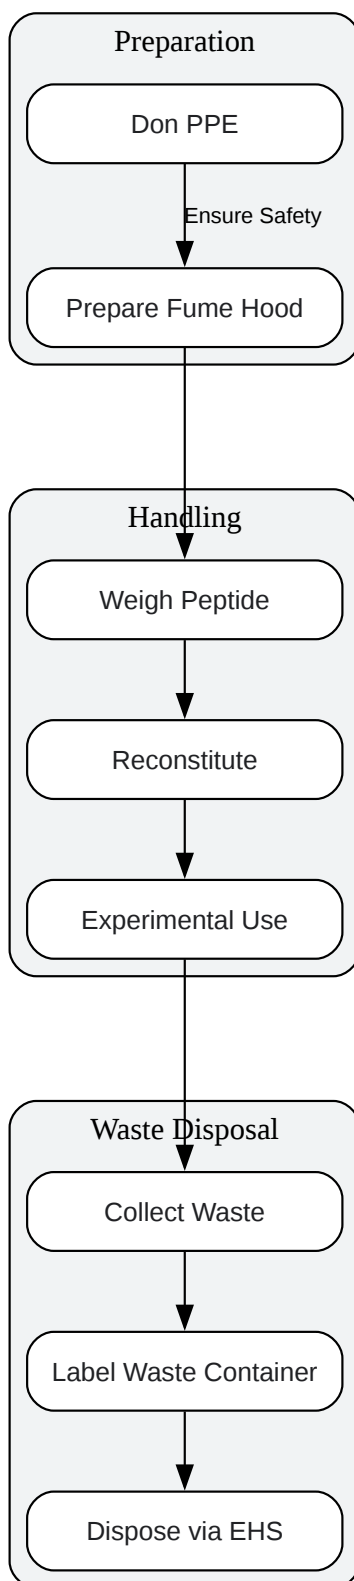 Preparation
Don PPE
Ensure Safety
Prepare Fume Hood
Handling
Weigh Peptide
Reconstitute
Experimental Use
Waste Disposal
Collect Waste
Label Waste Container
Dispose via EHS